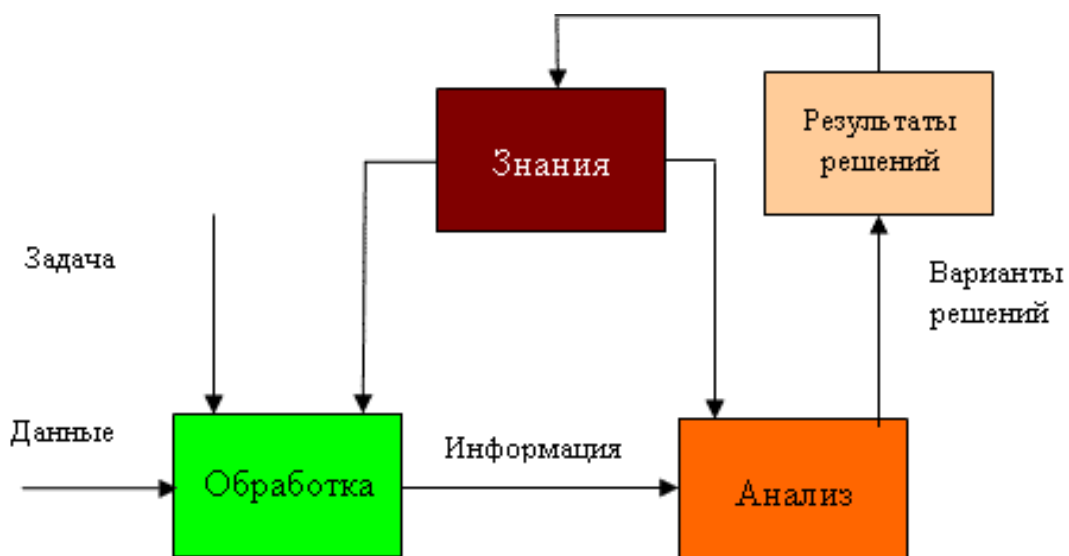 Знания
Результаты
решений
Задача
Варианты
решений
Данные
Обработка
Информация
Анализ